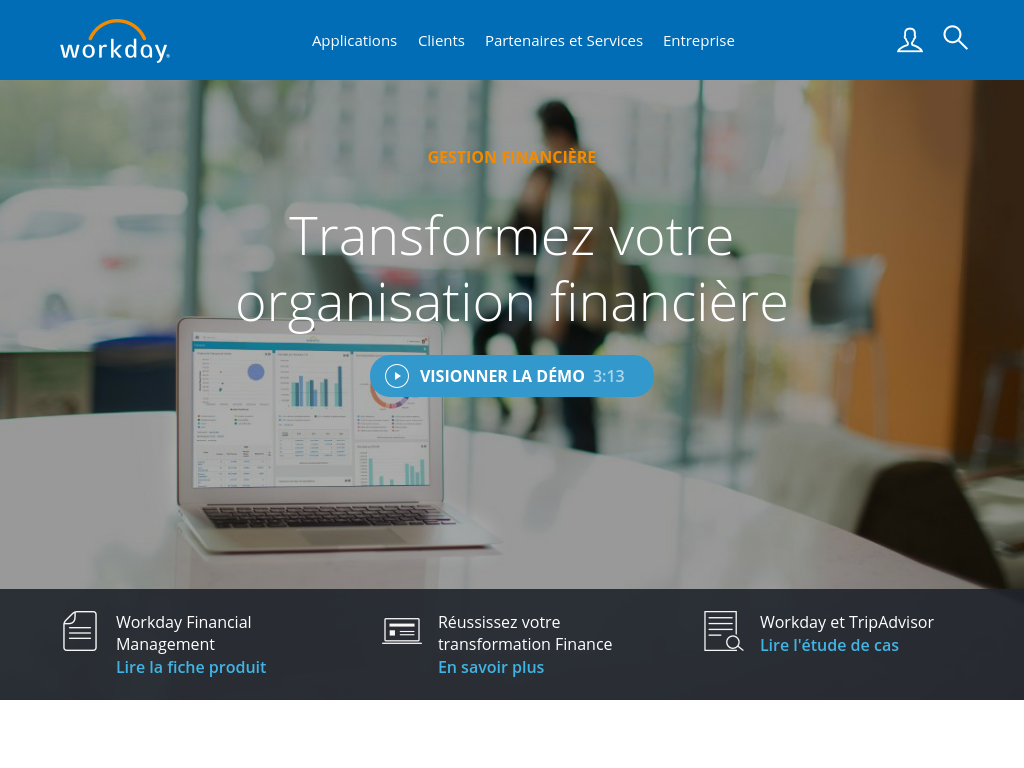 workday
Applications
Clients
Partenaires et Services
Entreprise
GESTION FINANCIÈRE
Transformez votre
organisation financière
VISIONNER LA DÉMO 3:13
Workday Financial
Management
Lire la fiche produit
Réussissez votre
transformation Finance
En savoir plus
Workday et TripAdvisor
Lire l'étude de cas